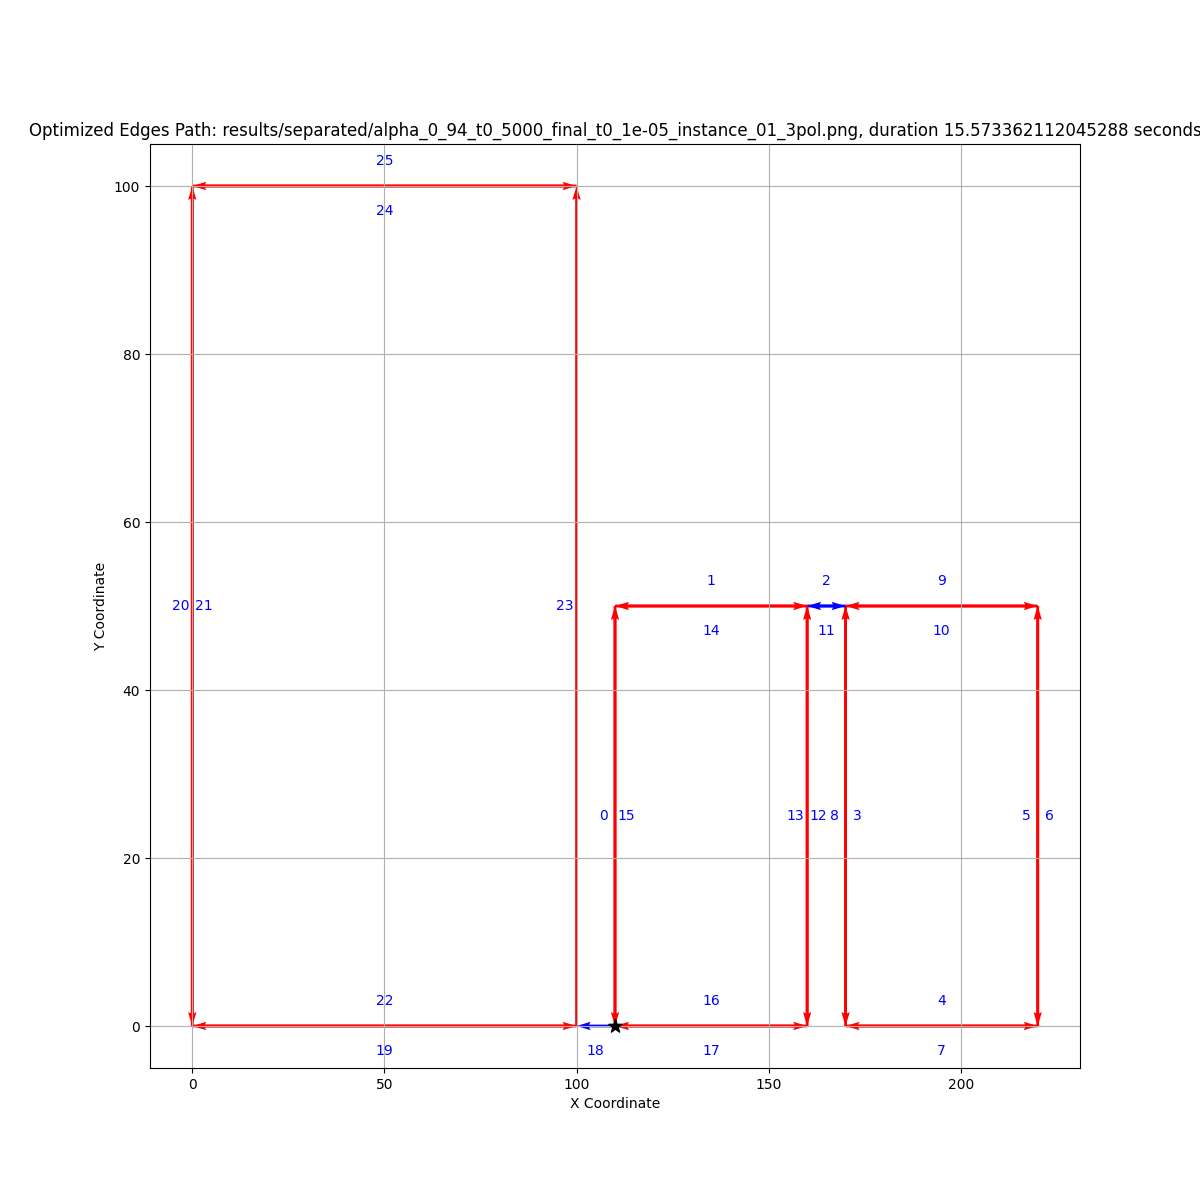 Optimized Edges Path: results/separated/alpha_0_94_t0_5000_final_t0_1e-05_instance_01_3pol.png, duration 15.573362112045288 seconds
25
100
24
80
60
Y Coordinate
1 2 9
20 21 23
14 11 10
40
0 15 13 12 8 3 5 6
20
22 16 4
0
19 18 17 7
0 50 100 150 200
X Coordinate